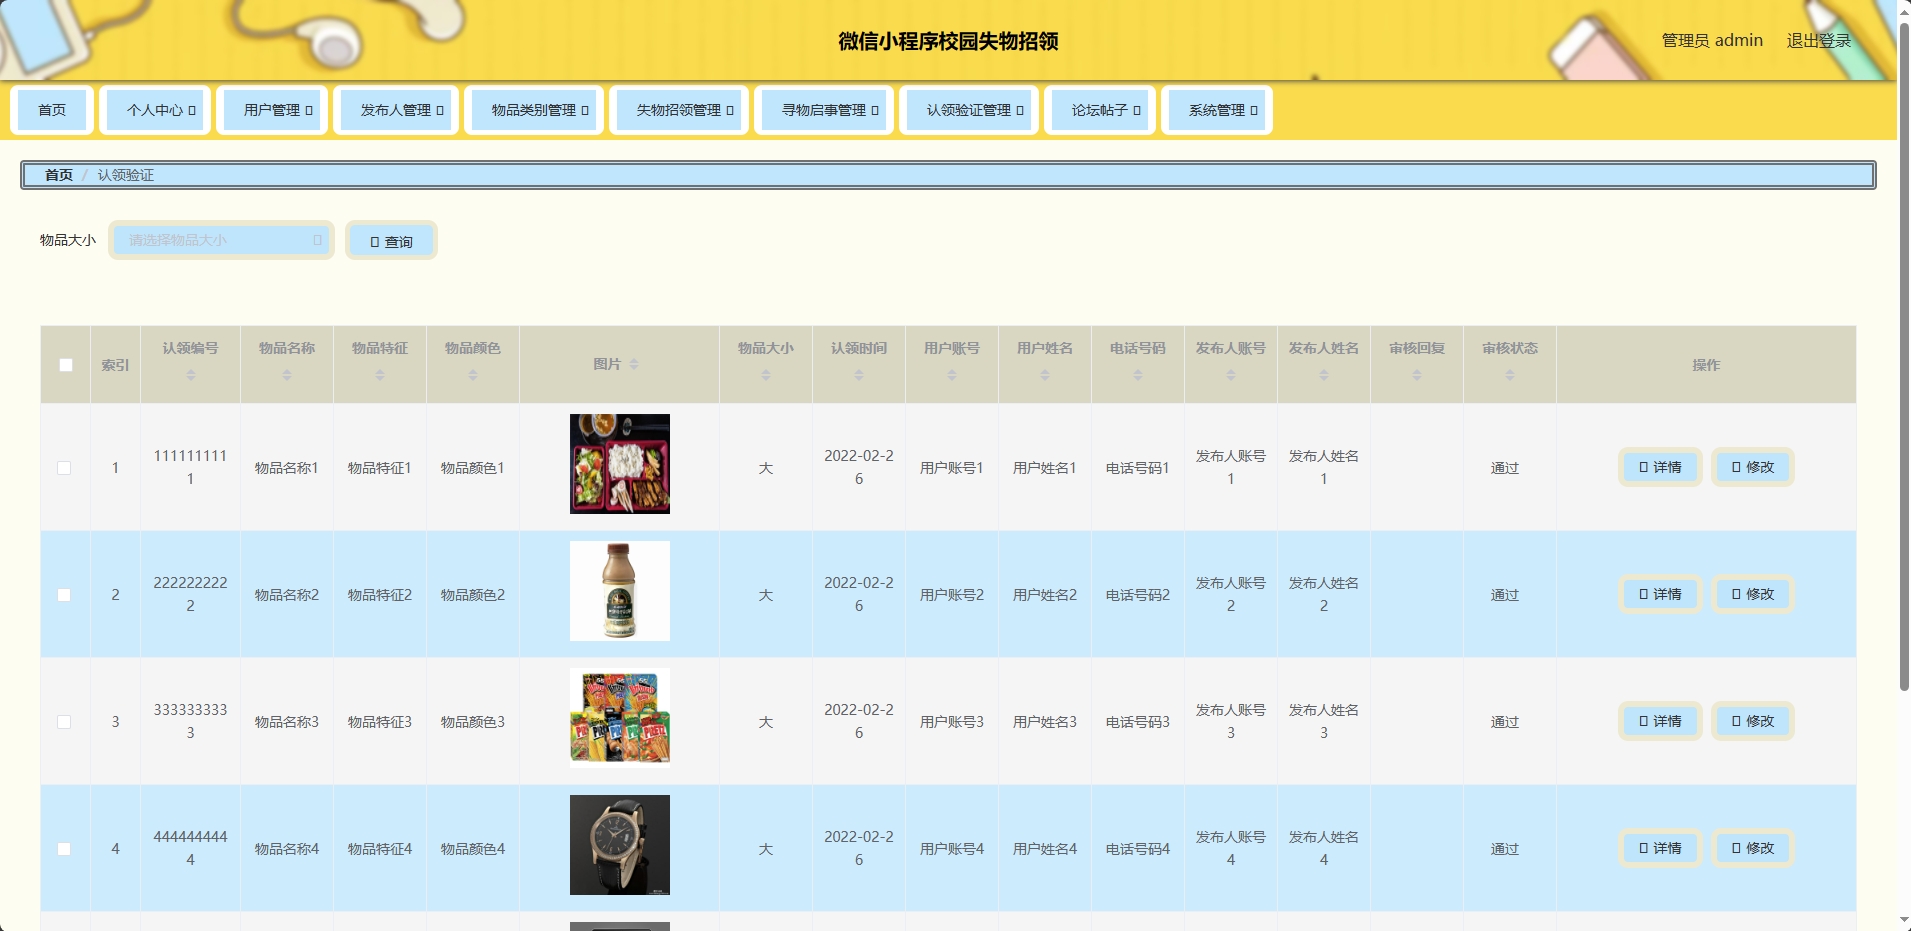 微信小程序校园失物招领
管理员 admin
退出登录
首页
个人中心
用户管理
发布人管理
物品类别管理
失物招领管理
寻物启事管理
认领验证管理
论坛帖子
系统管理
首页 / 认领验证
物品大小
请选择物品大小
查询
索引 认领编号 物品名称 物品特征 物品颜色 图片 物品大小 认领时间 用户账号 用户姓名 电话号码 发布人账号 发布人姓名 审核回复 审核状态 操作
111111111 2022-02-2 发布人账号 发布人姓名
1 物品名称1 物品特征1 物品颜色1 大 用户账号1 用户姓名1 电话号码1 通过 详情 修改
1 6 1 1
222222222 2022-02-2 发布人账号 发布人姓名
2 物品名称2 物品特征2 物品颜色2 大 用户账号2 用户姓名2 电话号码2 通过 详情 修改
2 6 2 2
333333333 2022-02-2 发布人账号 发布人姓名
3 物品名称3 物品特征3 物品颜色3 大 用户账号3 用户姓名3 电话号码3 通过 详情 修改
3 6 3 3
444444444 2022-02-2 发布人账号 发布人姓名
4 物品名称4 物品特征4 物品颜色4 大 用户账号4 用户姓名4 电话号码4 通过 详情 修改
4 6 4 4